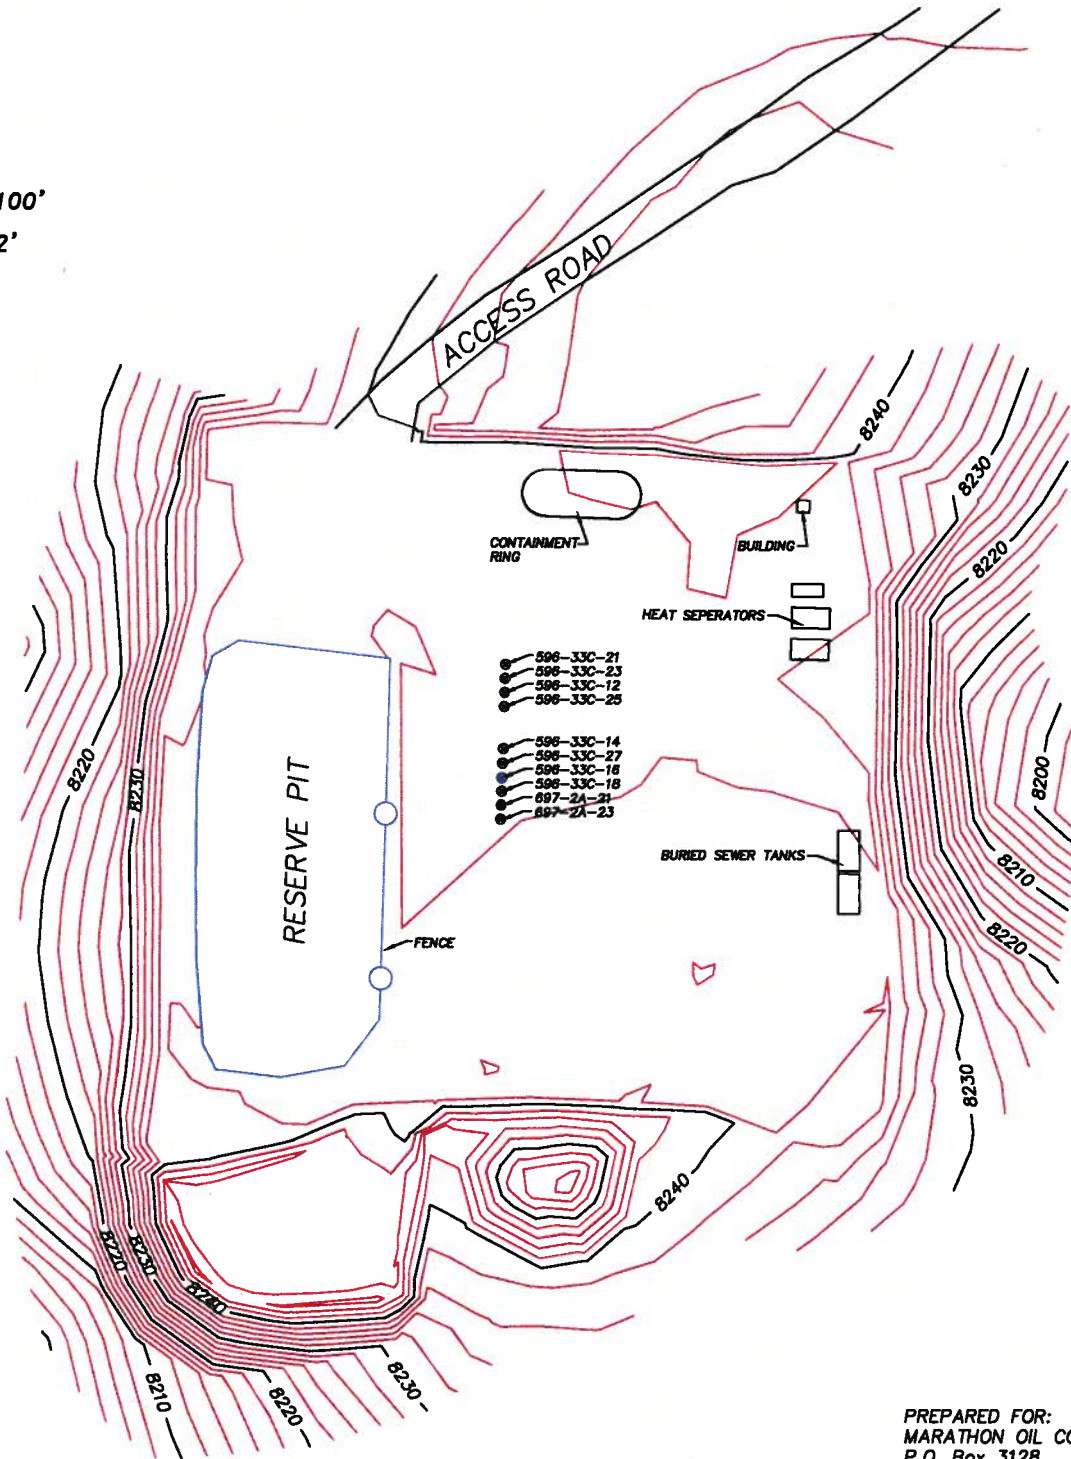 100'
2'
ACCESS ROAD
8240
8230
8220
CONTAINMENT
RING
BUILDING
HEAT SEPERATORS
596-33C-21
596-33C-23
596-33C-12
596-33C-25
596-33C-14
596-33C-27
596-33C-16
596-33C-18
697-2A-21
697-2A-23
8220
8230
RESERVE PIT
8200
BURIED SEWER TANKS
8210
8220
FENCE
8230
8240
8220
8230
8240
8210
8220
8230
PREPARED FOR:
MARATHON OIL CO
P.O. Box 3128